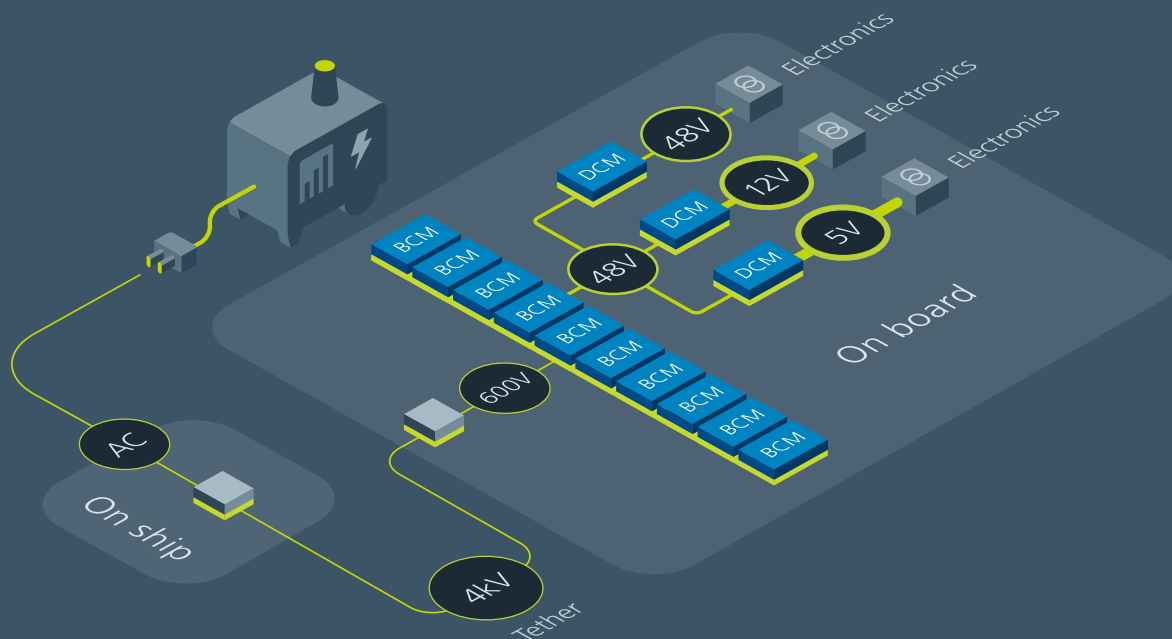 Electronics
Electronics
Electronics
48V
12V
5V
DCM
DCM
DCM
48V
BCM
BCM
BCM
BCM
BCM
BCM
BCM
BCM
BCM
BCM
On board
600V
AC
On ship
4kV
Tether